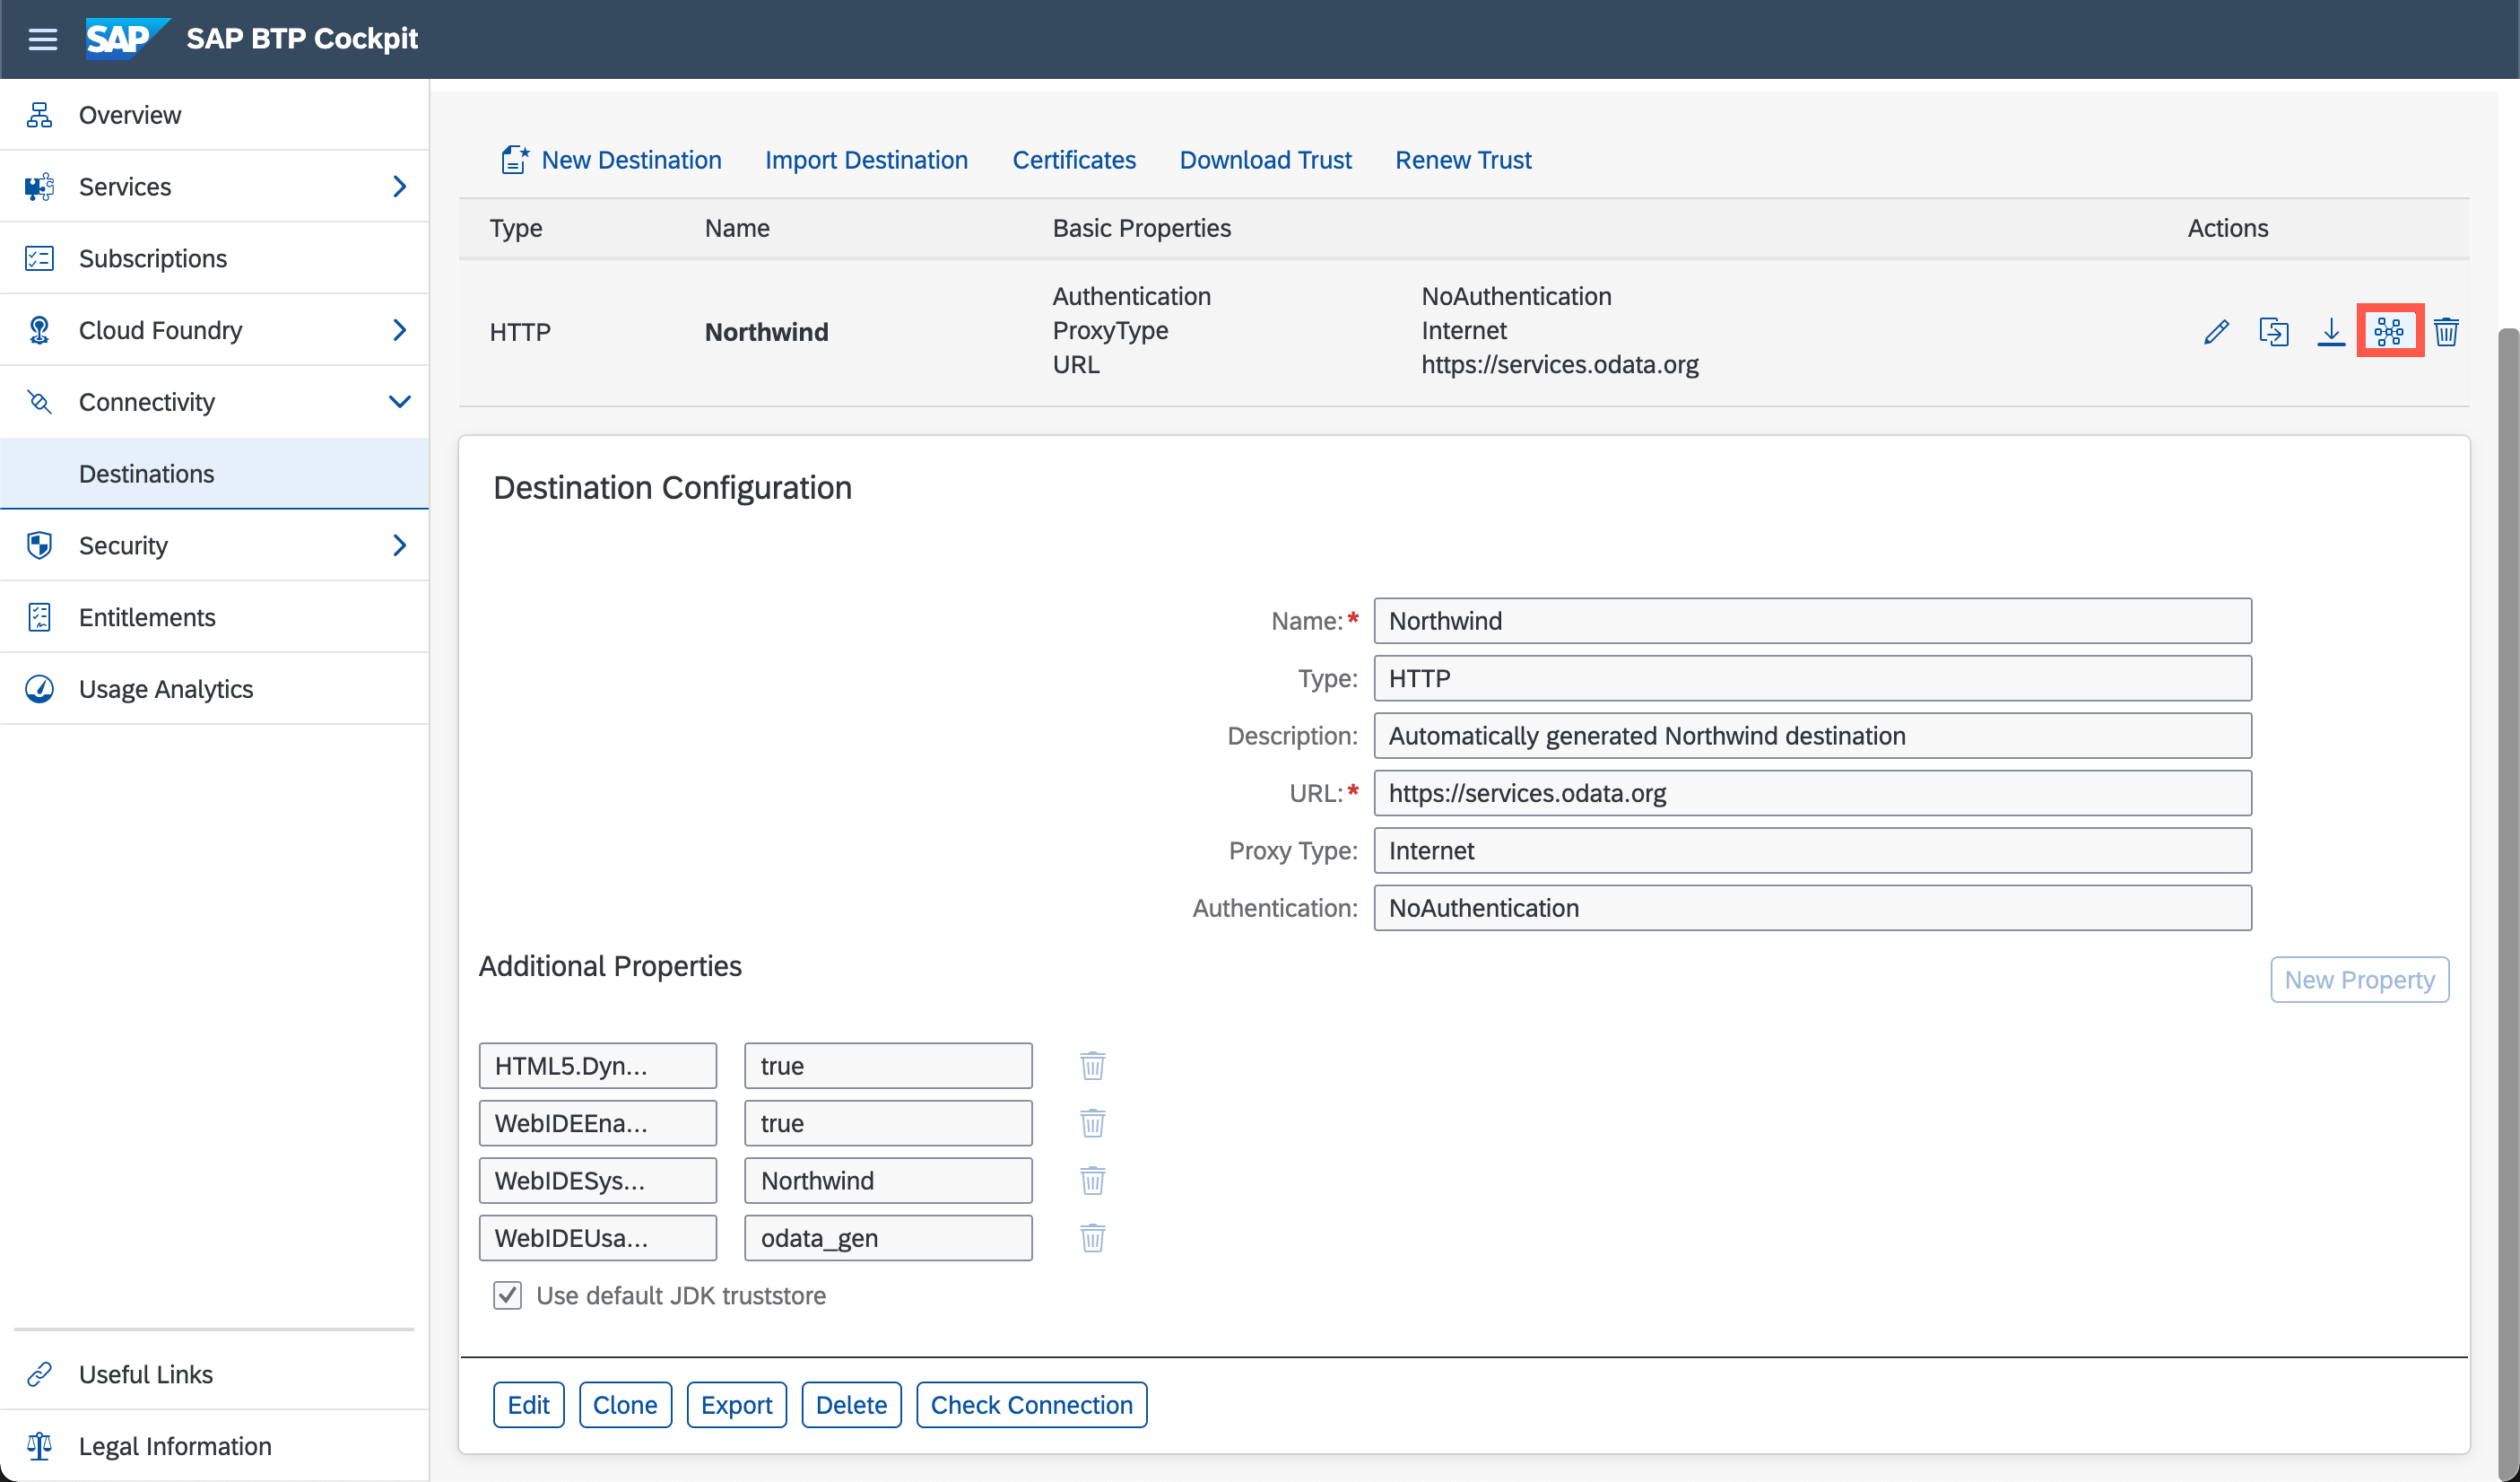 SAP SAP BTP Cockpit
Overview
Services
Subscriptions
Cloud Foundry
Connectivity
Destinations
Security
Entitlements
Usage Analytics
Useful Links
Legal Information
New Destination Import Destination Certificates Download Trust Renew Trust
Type Name Basic Properties Actions
HTTP Northwind
Authentication NoAuthentication
ProxyType Internet
URL https://services.odata.org
Destination Configuration
Name:* Northwind
Type: HTTP
Description: Automatically generated Northwind destination
URL:* https://services.odata.org
Proxy Type: Internet
Authentication: NoAuthentication
Additional Properties
New Property
HTML5.Dyn... true
WebIDEEna... true
WebIDESys... Northwind
WebIDEUsa... odata_gen
Use default JDK truststore
Edit Clone Export Delete Check Connection